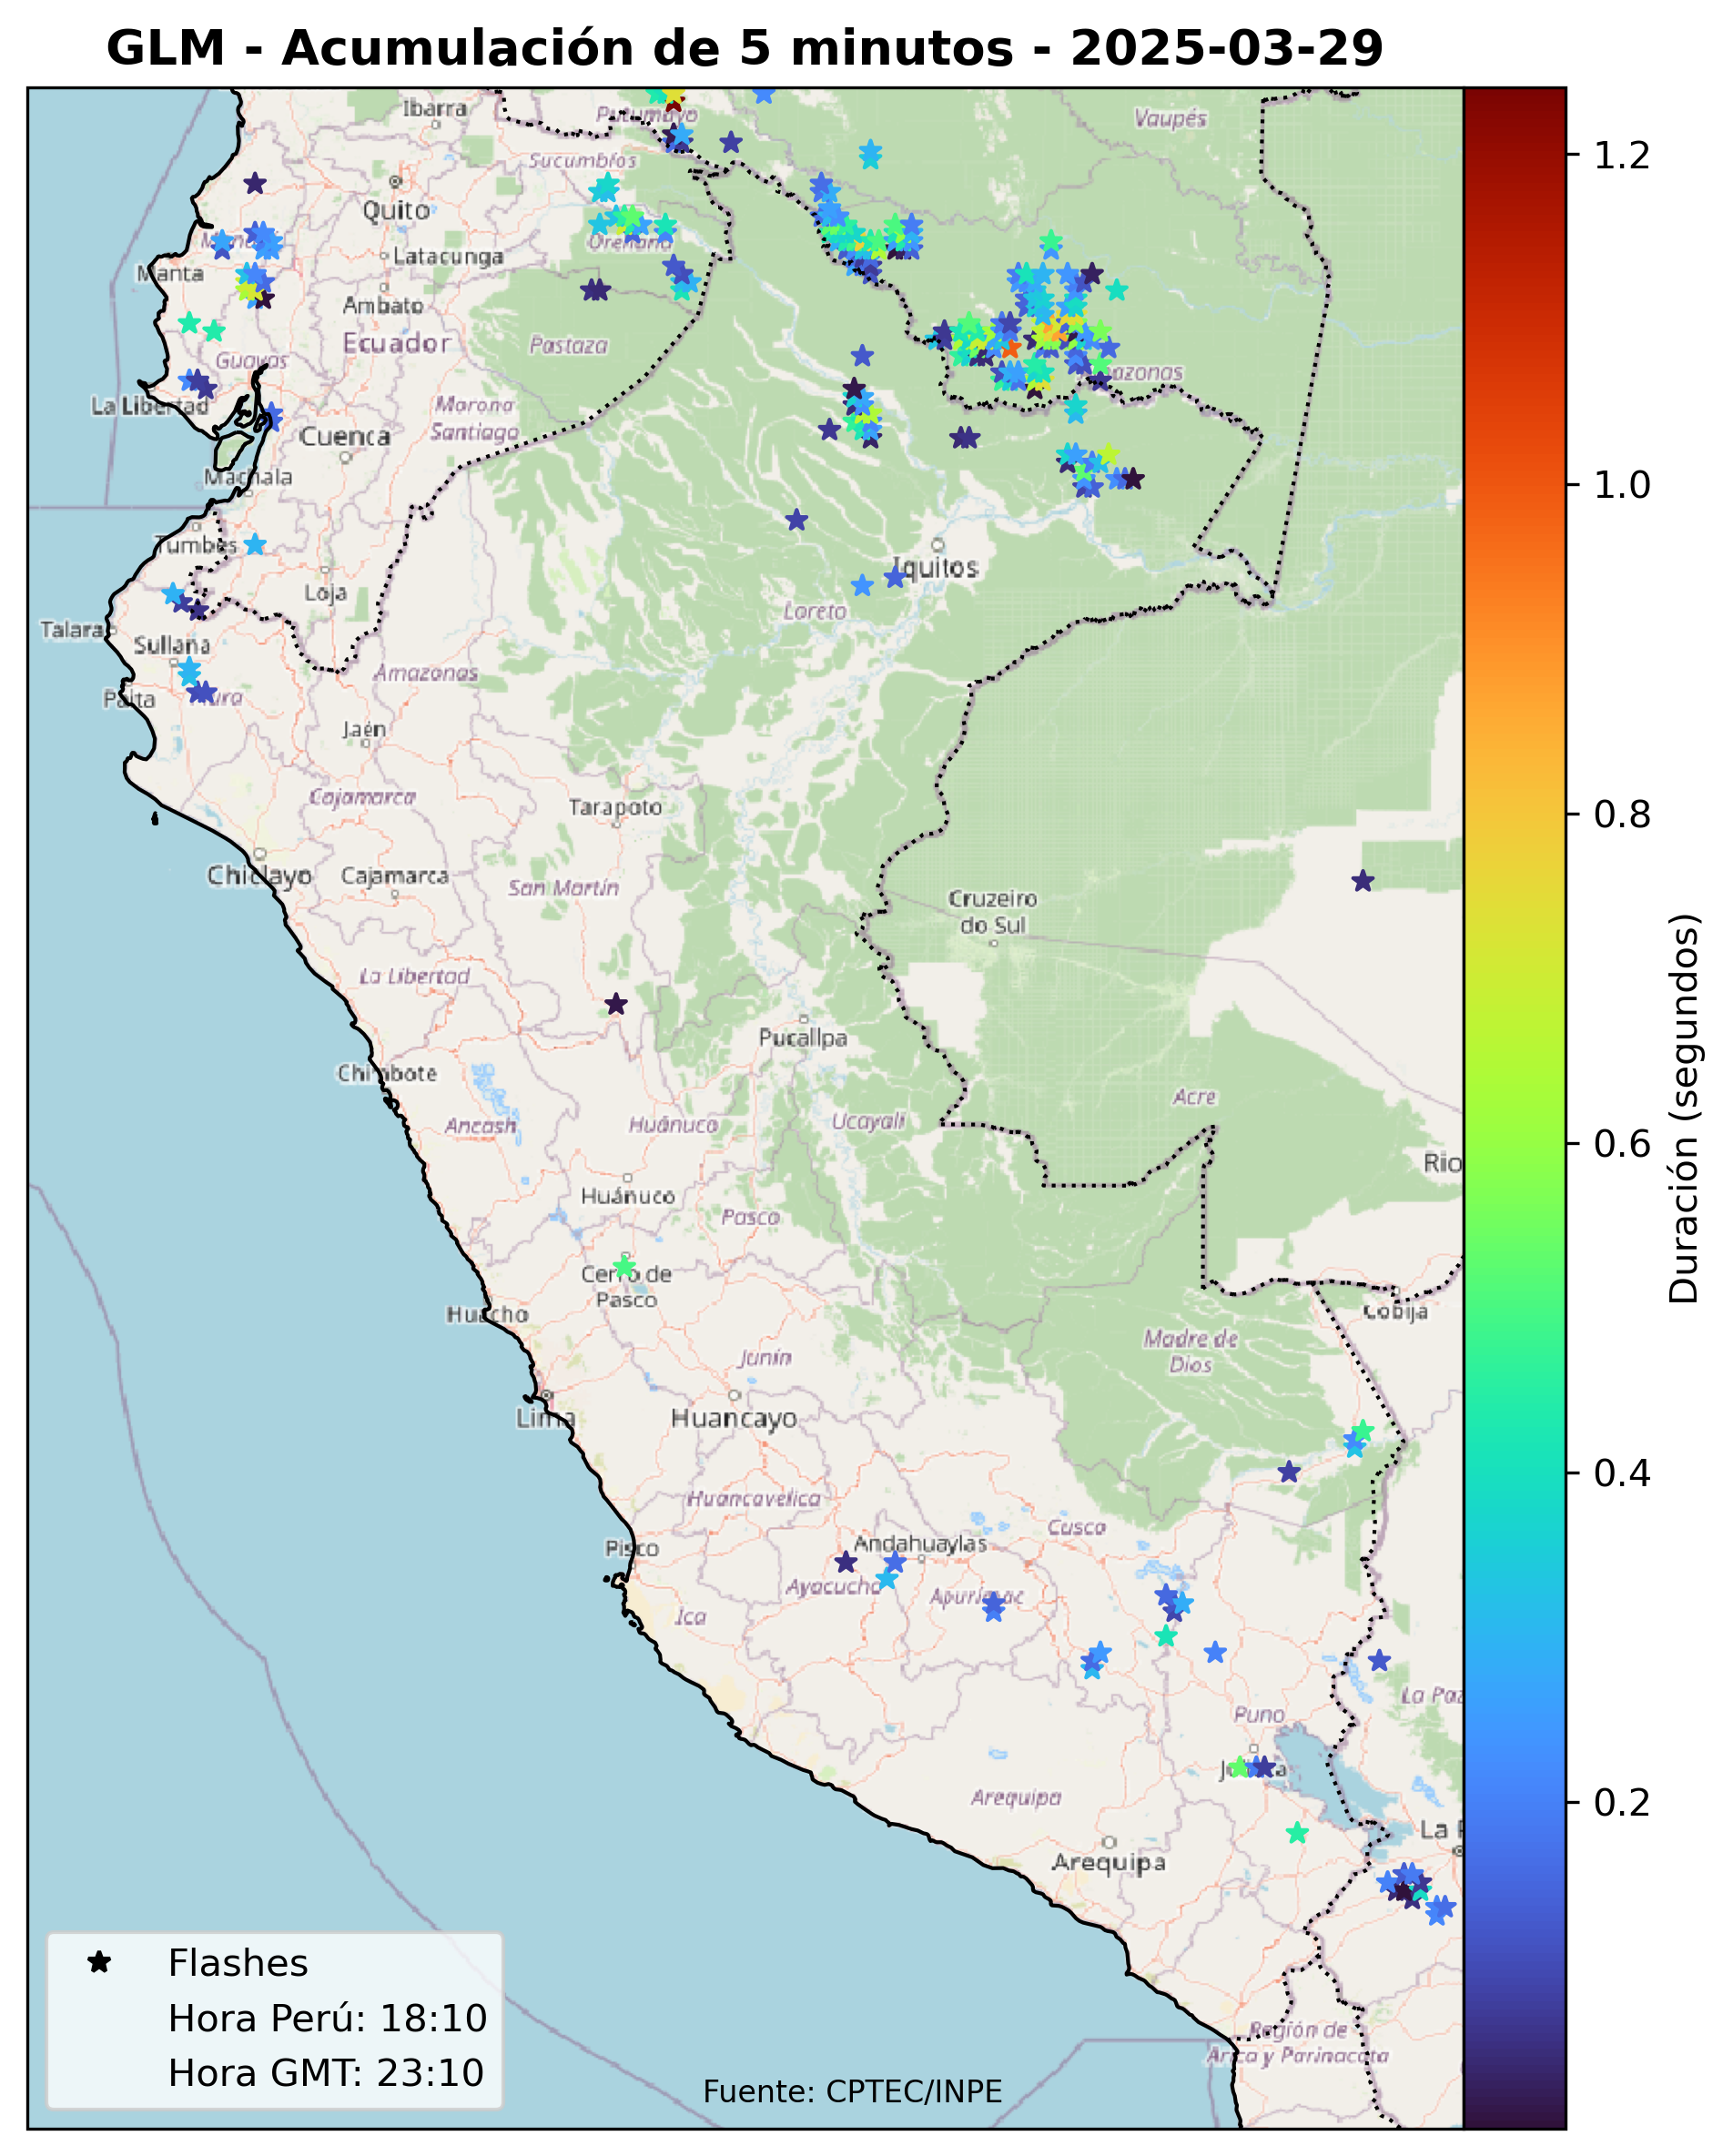 GLM - Acumulación de 5 minutos - 2025-03-29
Ibarra
Putumayo
Vaupés
Sucumbíos
Quito
Orellana
Manta
Latacunga
Ambato
Ecuador
Pastaza
Guayas
La Libertad
Morona
Santiago
Cuenca
Machala
Tumbes
Loja
Iquitos
Loreto
Talara
Sullana
Amazonas
Paita
Jaén
Cajamarca
Tarapoto
Chiclayo
Cajamarca
San Martín
Cruzeiro
do Sul
La Libertad
Pucallpa
Chimbote
Ancash
Huánuco
Ucayali
Acre
Rio
Huánuco
Pasco
Cerro de
Pasco
Huacho
Cobija
Madre de
Dios
Junín
Lima
Huancayo
Huancavelica
Cusco
Pisco
Andahuaylas
Ayacucho
Apurímac
Ica
La Paz
Puno
Juliaca
Arequipa
La P
Arequipa
Región de
Arica y Parinacota
Flashes
Hora Perú: 18:10
Hora GMT: 23:10
Fuente: CPTEC/INPE
1.2
1.0
0.8
0.6
0.4
0.2
Duración (segundos)